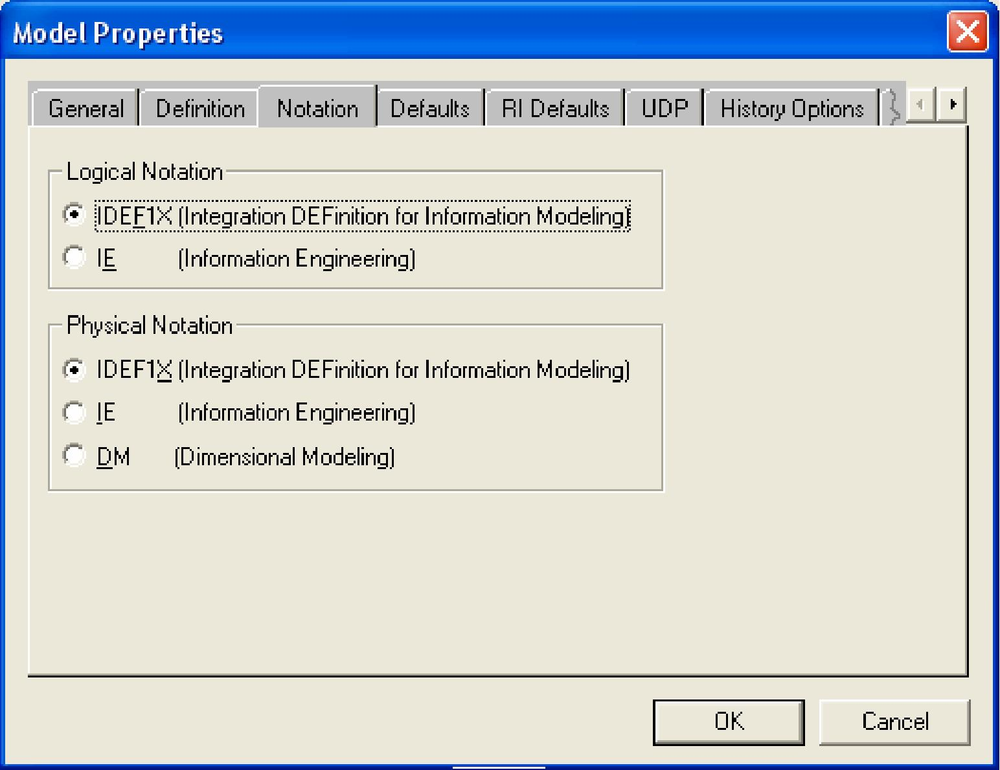 Model Properties
General Definition Notation Defaults RI Defaults UDP History Options
Logical Notation
IDEF1X (Integration DEFinition for Information Modeling)
IE (Information Engineering)
Physical Notation
IDEF1X (Integration DEFinition for Information Modeling)
IE (Information Engineering)
DM (Dimensional Modeling)
OK Cancel